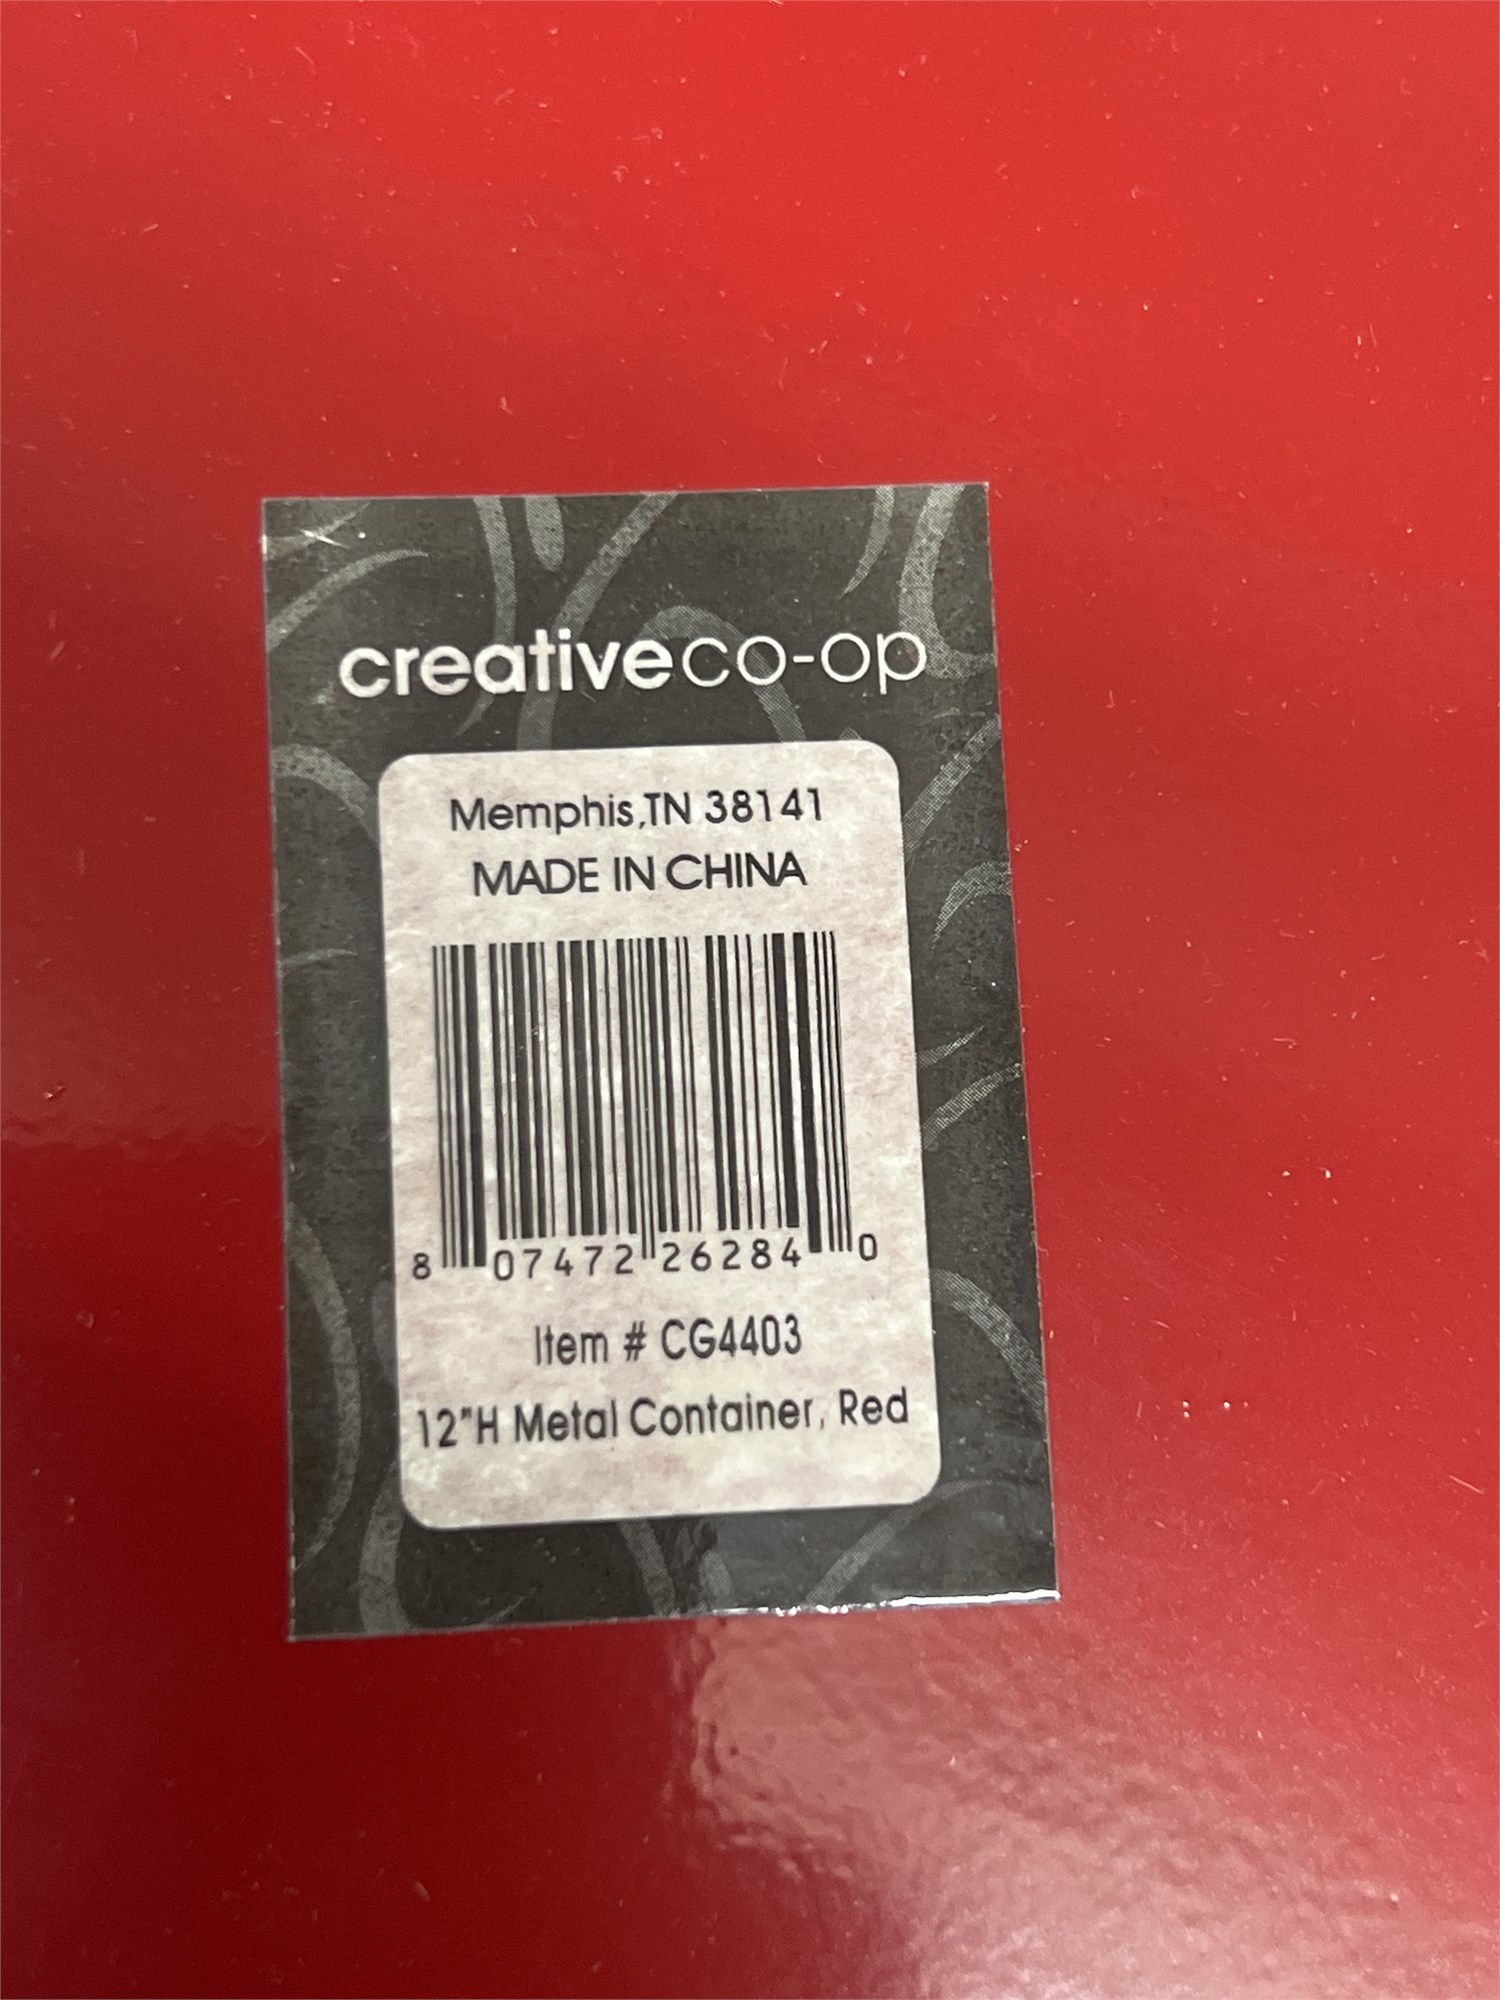 creativeco-op
Memphis,TN 38141
MADE IN CHINA
8 07472 26284 0
Item # CG4403
12"H Metal Container, Red